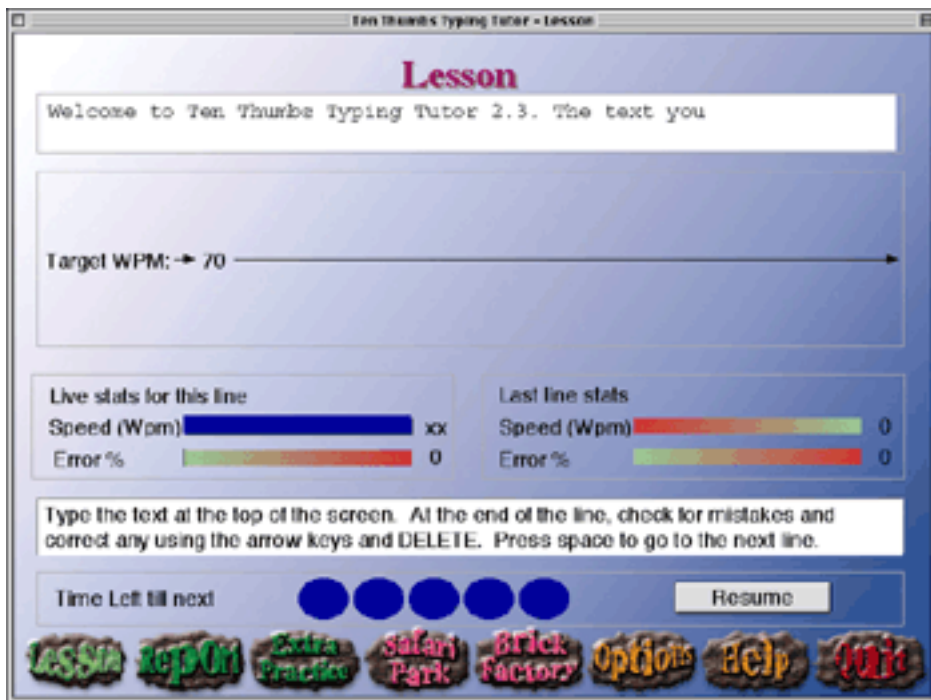 Ten Thumbs Typing Tutor - Lesson
Lesson
Welcome to Ten Thumbs Typing Tutor 2.3. The text you
Target WPM: 70
Live stats for this line
Speed (Wpm) xx
Error % 0
Last line stats
Speed (Wpm) 0
Error % 0
Type the text at the top of the screen. At the end of the line, check for mistakes and
correct any using the arrow keys and DELETE. Press space to go to the next line.
Time Left till next
Resume
Lesson Report Extra Practice Safari Park Brick Factory Options Help Quit